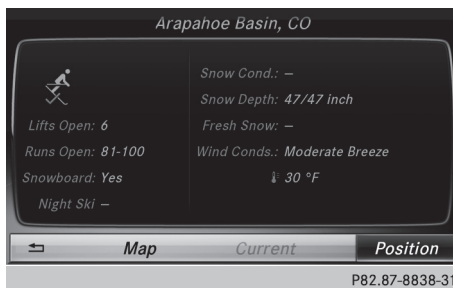 Arapahoe Basin, CO
Snow Cond.: –
Snow Depth: 47/47 inch
Lifts Open: 6
Fresh Snow: –
Runs Open: 81-100
Wind Conds.: Moderate Breeze
Snowboard: Yes
30 °F
Night Ski –
Map
Current
Position
P82.87-8838-31